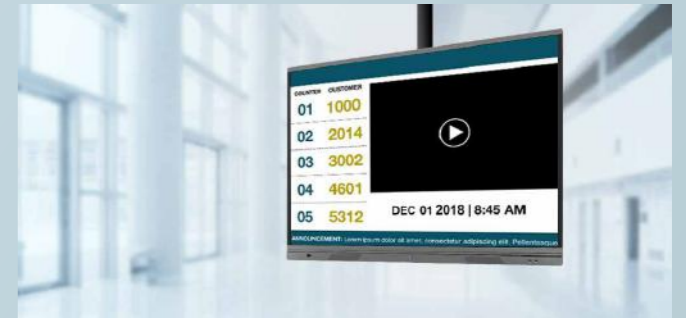 COUNTER CUSTOMER
01 1000
02 2014
03 3002
04 4601
05 5312
DEC 01 2018 | 8:45 AM
ANNOUNCEMENT: Lorem ipsum dolor sit amet, consectetur adipiscing elit. Pellentesque